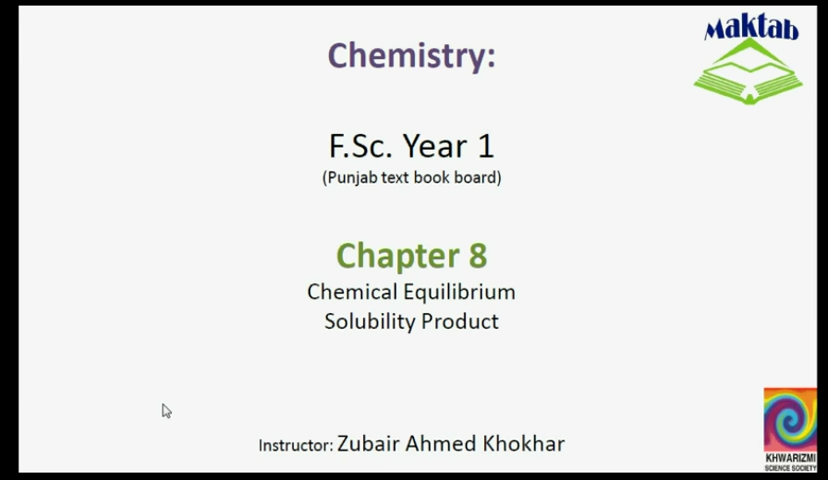 Maktab
Chemistry:
F.Sc. Year 1
(Punjab text book board)
Chapter 8
Chemical Equilibrium
Solubility Product
Instructor: Zubair Ahmed Khokhar
KHWARIZMI
SCIENCE SOCIETY